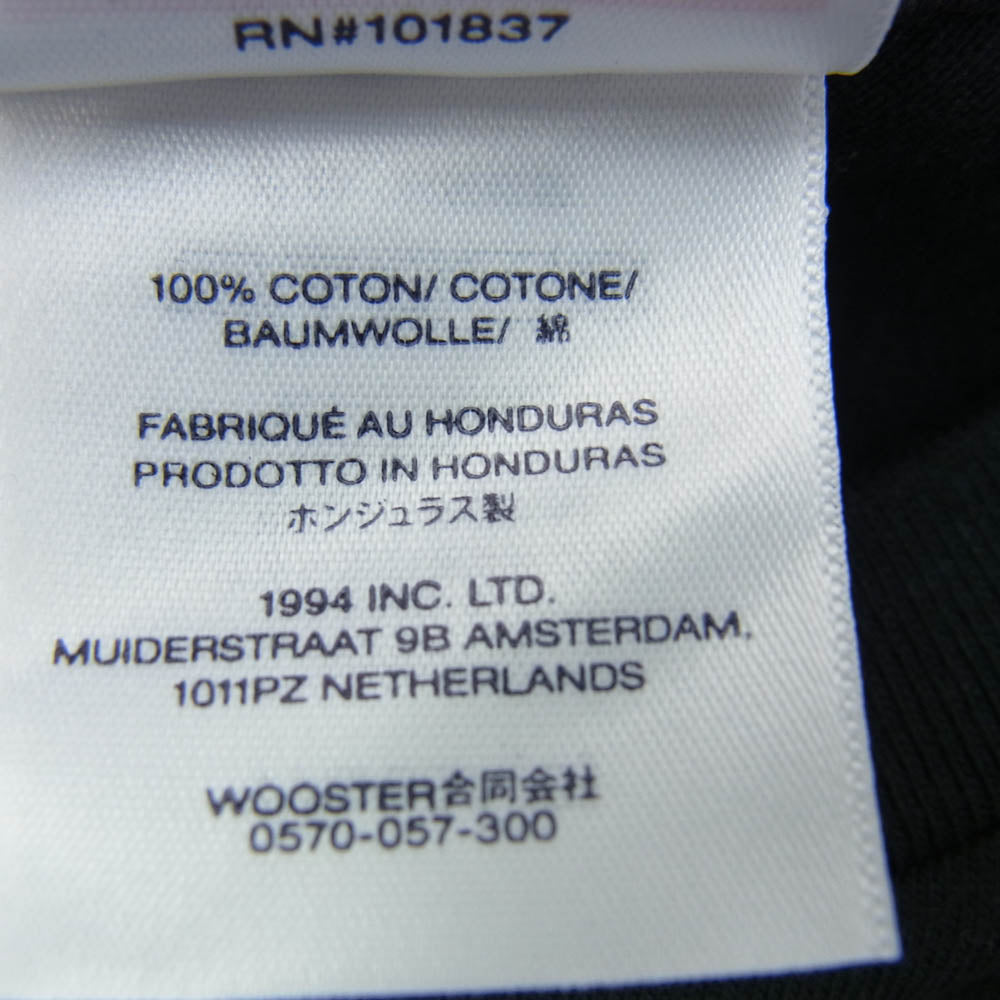 RN#101837
100% COTON/ COTONE/
BAUMWOLLE/ 綿
FABRIQUÉ AU HONDURAS
PRODOTTO IN HONDURAS
ホンジュラス製
1994 INC. LTD.
MUIDERSTRAAT 9B AMSTERDAM,
1011PZ NETHERLANDS
WOOSTER合同会社
0570-057-300